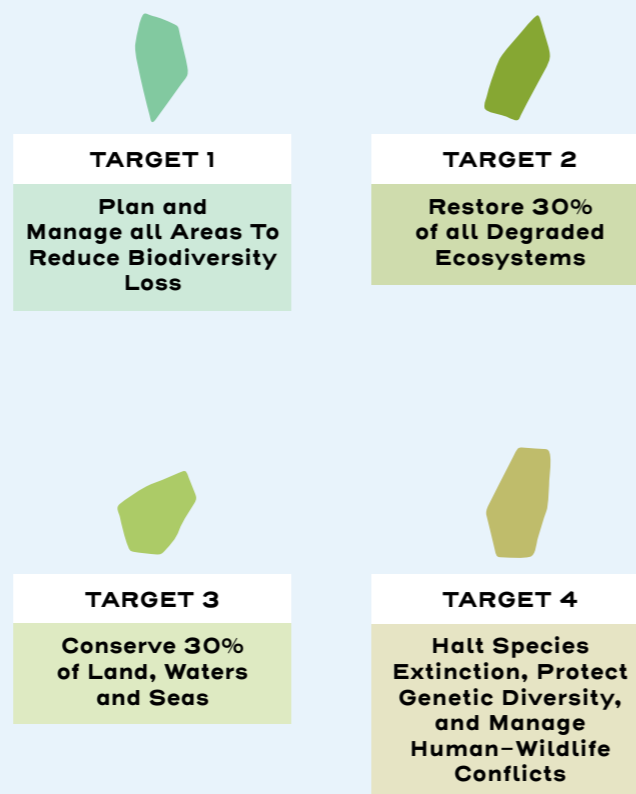 TARGET 1
Plan and
Manage all Areas To
Reduce Biodiversity
Loss
TARGET 2
Restore 30%
of all Degraded
Ecosystems
TARGET 3
Conserve 30%
of Land, Waters
and Seas
TARGET 4
Halt Species
Extinction, Protect
Genetic Diversity,
and Manage
Human–Wildlife
Conflicts